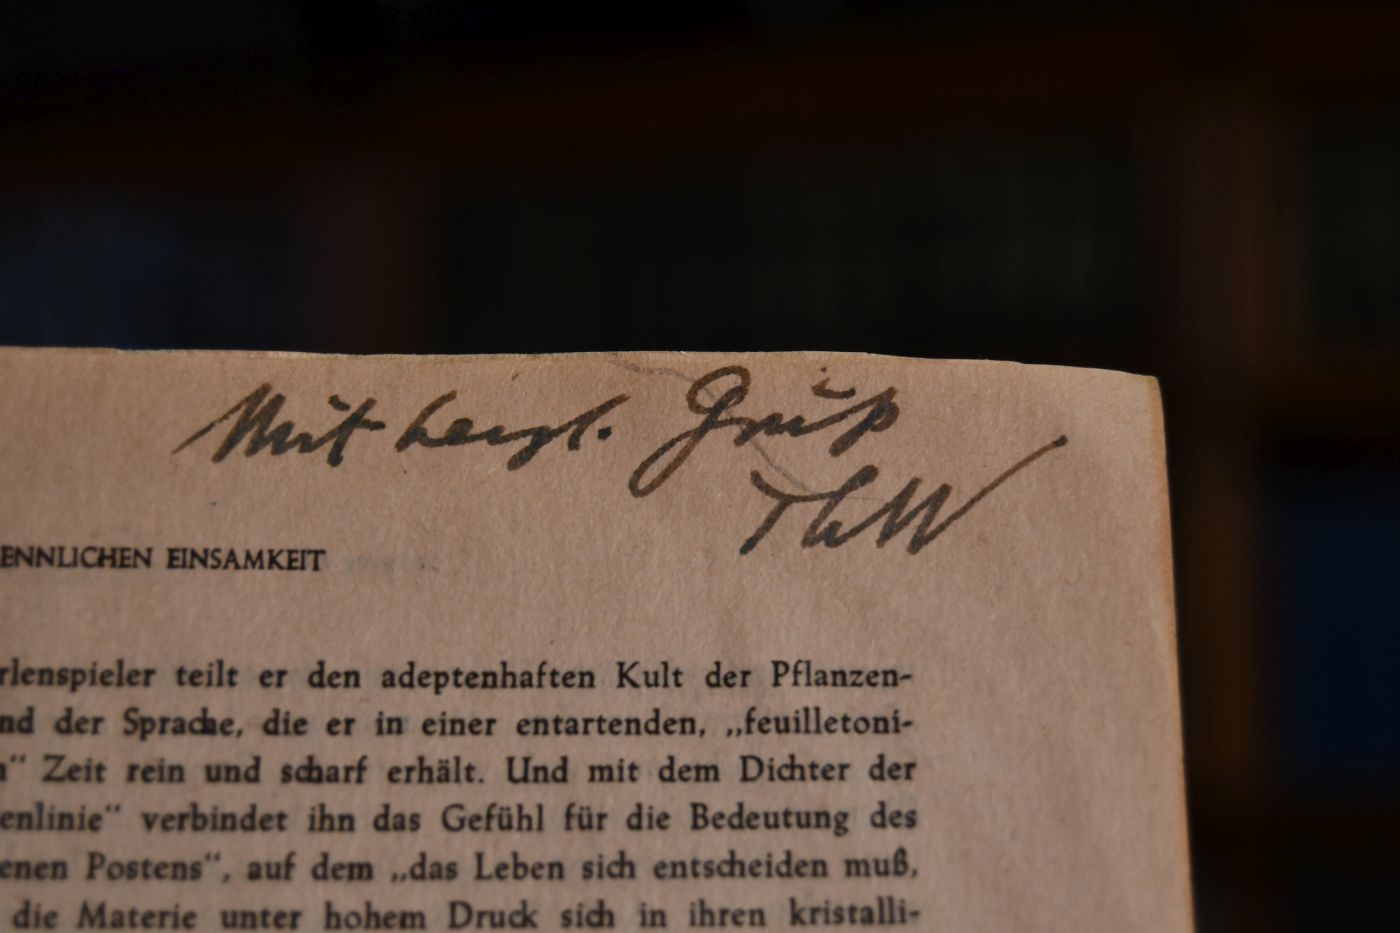 Mit herzl. Gruß
ThW
ENNLICHEN EINSAMKEIT
rlenspieler teilt er den adeptenhaften Kult der Pflanzen-
nd der Sprache, die er in einer entartenden, „feuilletoni-
n“ Zeit rein und scharf erhält. Und mit dem Dichter der
enlinie“ verbindet ihn das Gefühl für die Bedeutung des
enen Postens“, auf dem „das Leben sich entscheiden muß,
die Materie unter hohem Druck sich in ihren kristalli-